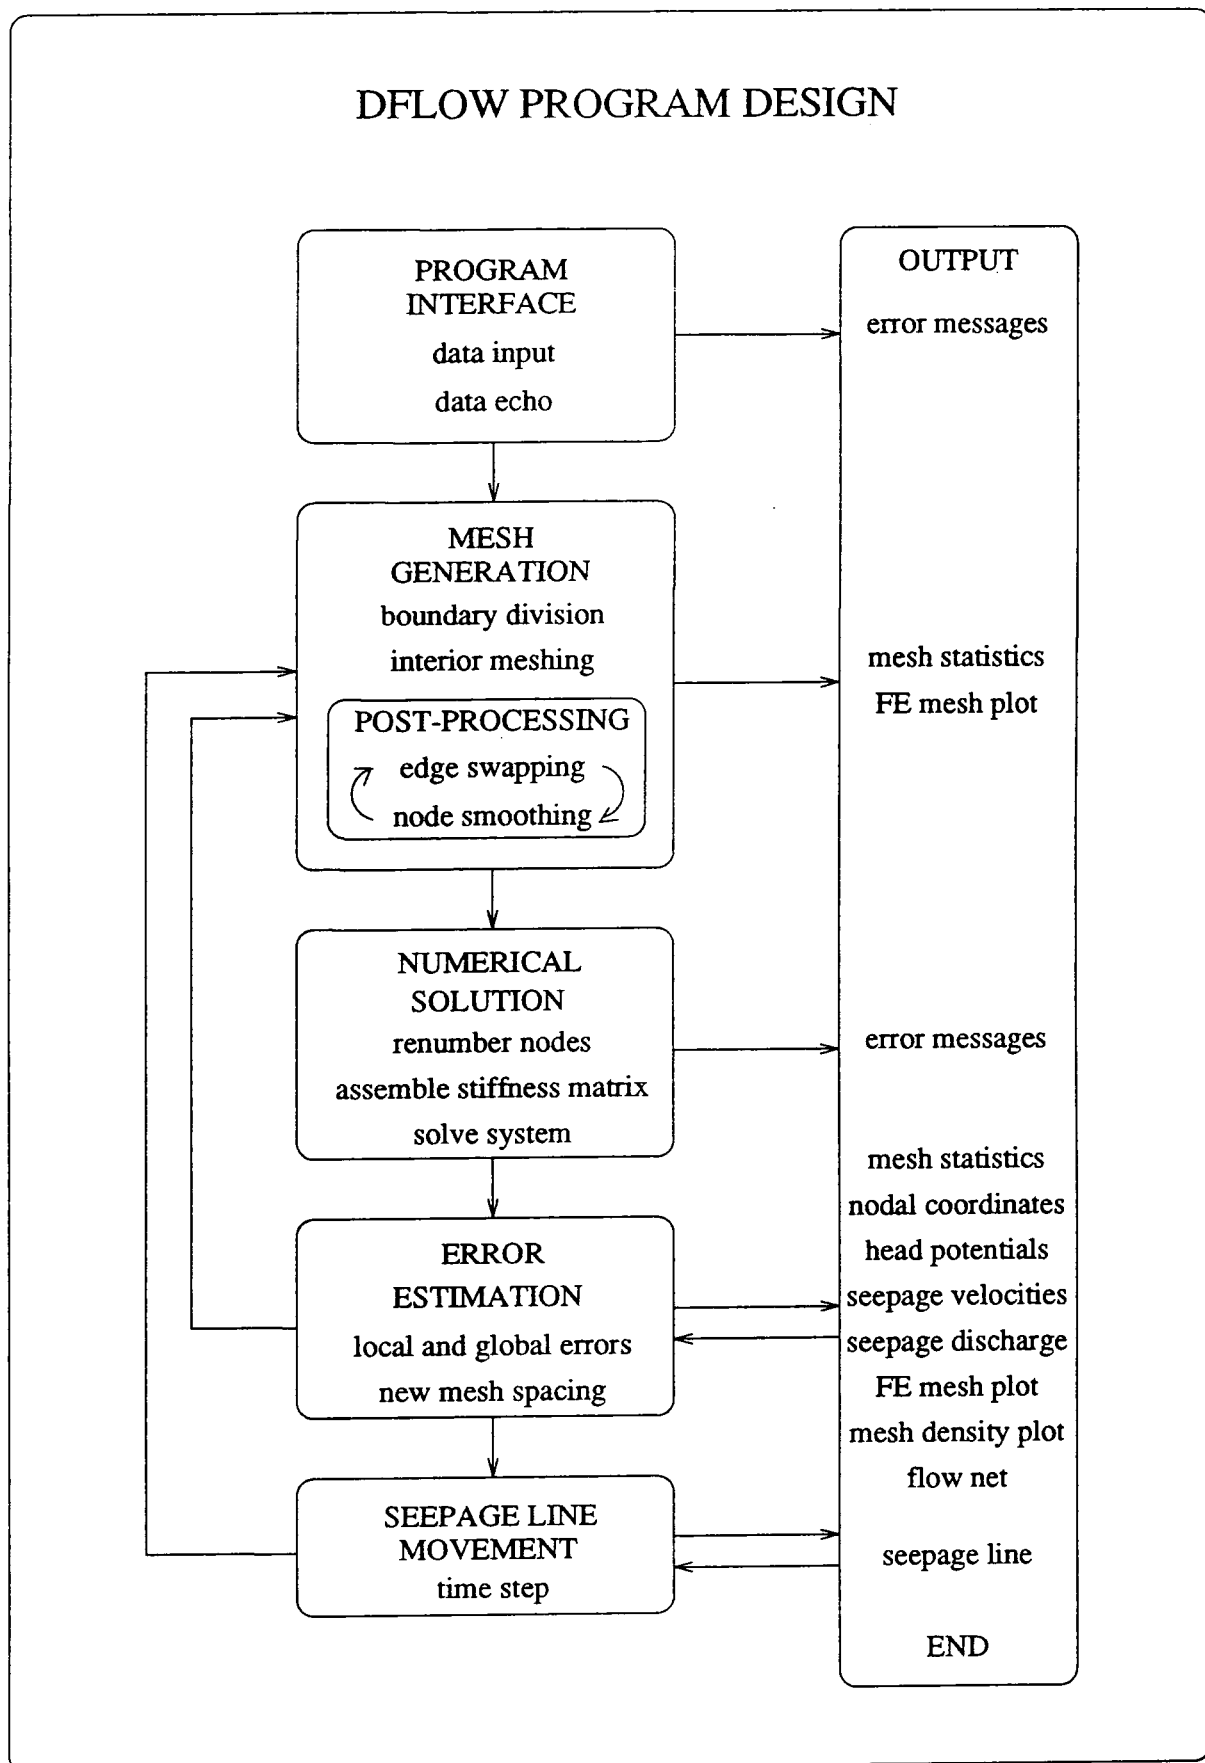 DFLOW PROGRAM DESIGN
PROGRAM
INTERFACE
data input
data echo
MESH
GENERATION
boundary division
interior meshing
POST-PROCESSING
edge swapping
node smoothing
NUMERICAL
SOLUTION
renumber nodes
assemble stiffness matrix
solve system
ERROR
ESTIMATION
local and global errors
new mesh spacing
SEEPAGE LINE
MOVEMENT
time step
OUTPUT
error messages
mesh statistics
FE mesh plot
error messages
mesh statistics
nodal coordinates
head potentials
seepage velocities
seepage discharge
FE mesh plot
mesh density plot
flow net
seepage line
END